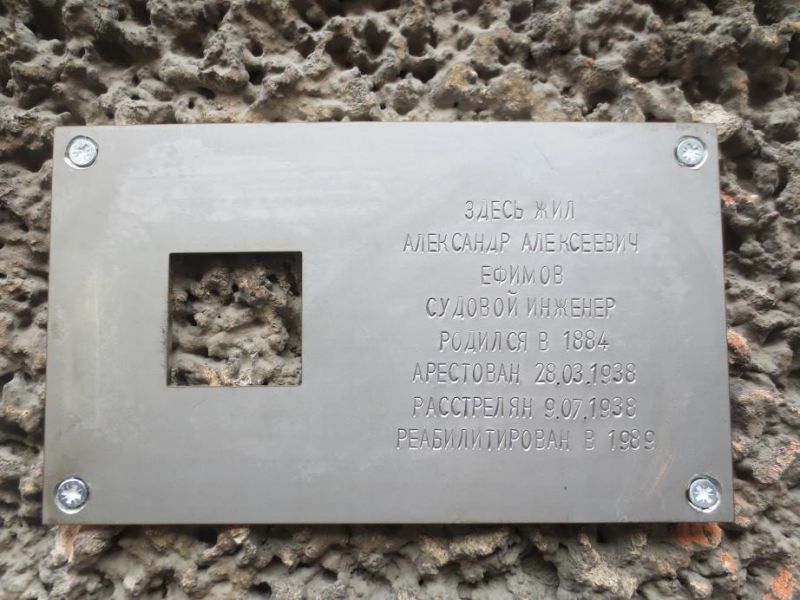 ЗДЕСЬ ЖИЛ
АЛЕКСАНДР АЛЕКСЕЕВИЧ
ЕФИМОВ
СУДОВОЙ ИНЖЕНЕР
РОДИЛСЯ В 1884
АРЕСТОВАН 28.03.1938
РАССТРЕЛЯН 9.07.1938
РЕАБИЛИТИРОВАН В 1989